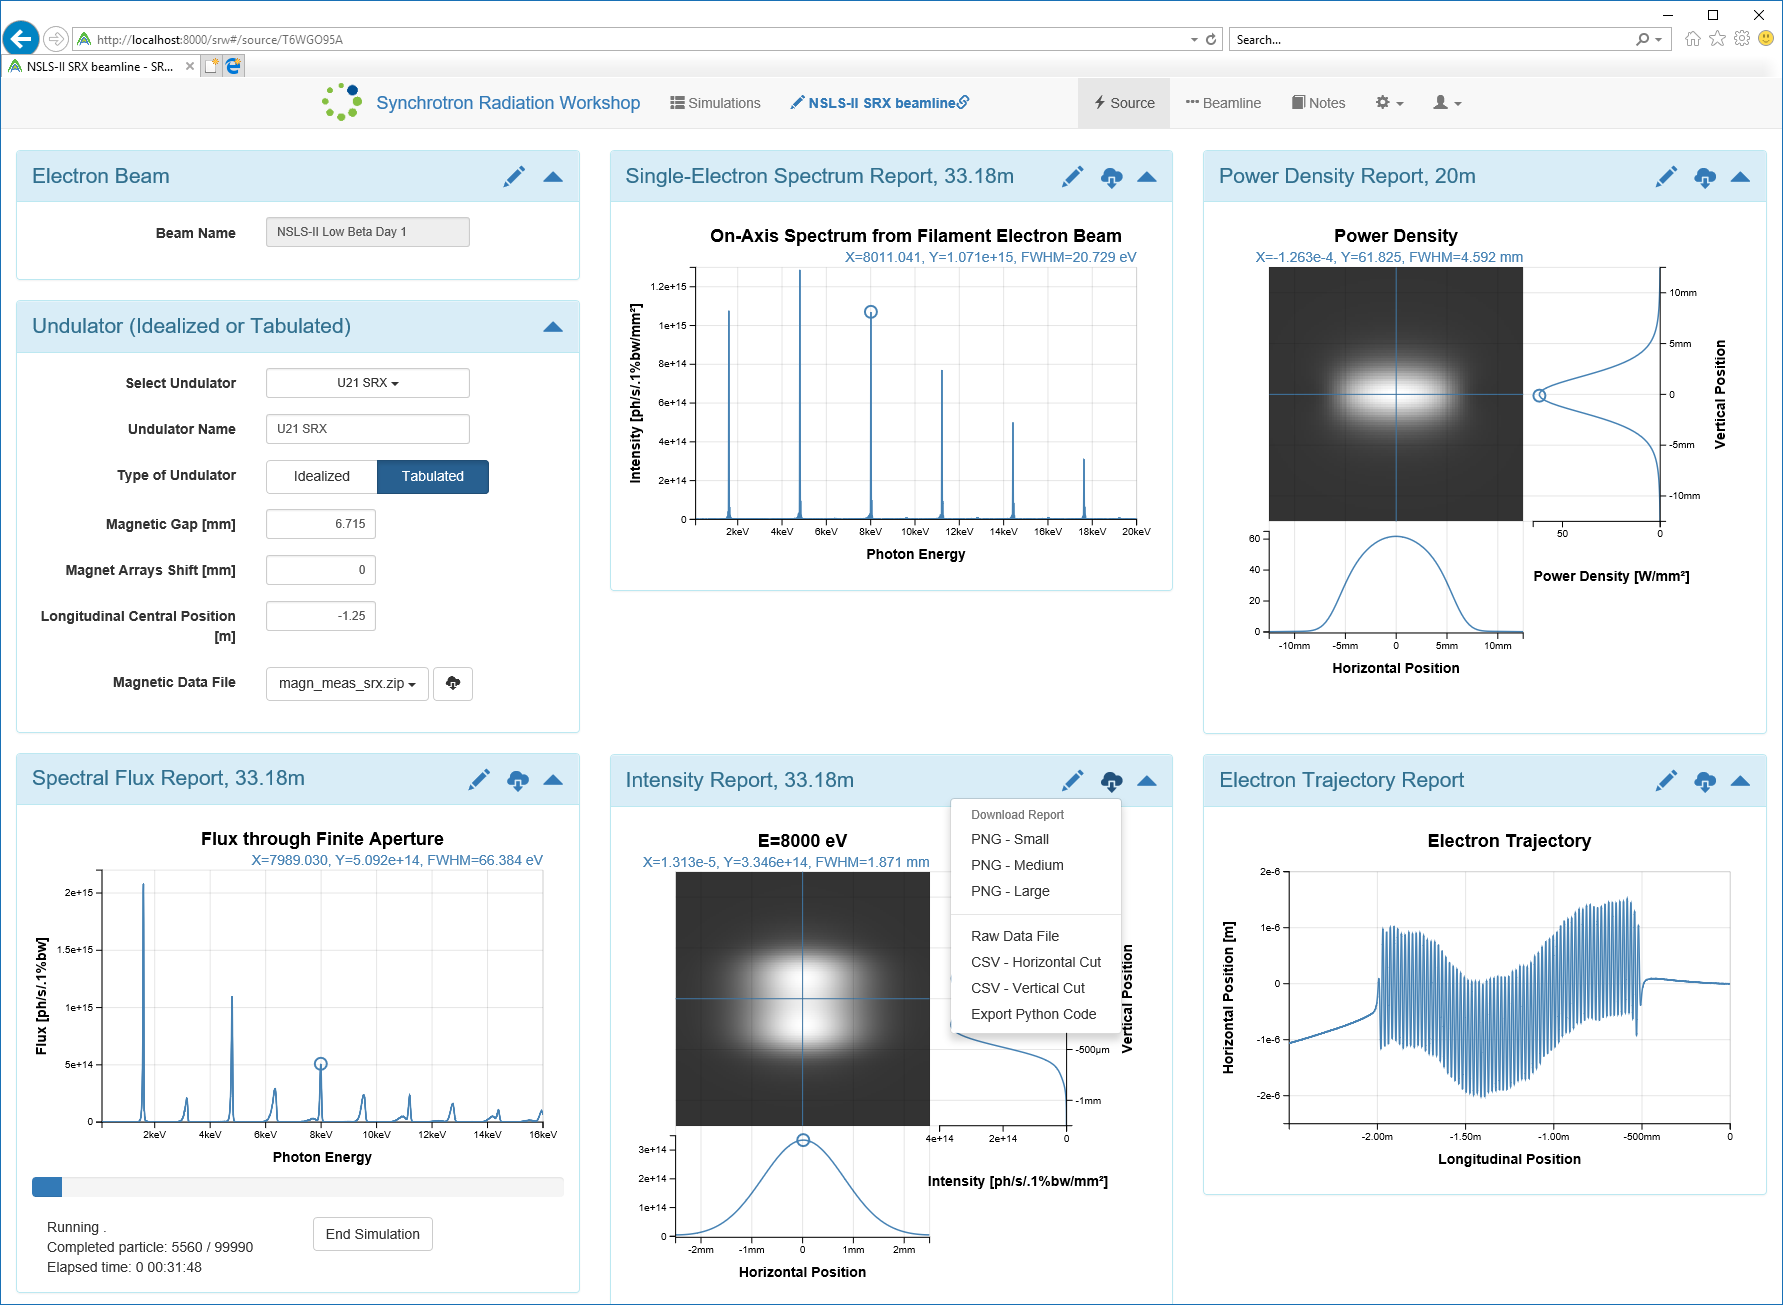 http://localhost:8000/srw#/source/T6WGO95A
Search...
NSLS-II SRX beamline - SR...
Synchrotron Radiation Workshop
Simulations
NSLS-II SRX beamline
Source
Beamline
Notes
Electron Beam
Beam Name
NSLS-II Low Beta Day 1
Undulator (Idealized or Tabulated)
Select Undulator
U21 SRX
Undulator Name
U21 SRX
Type of Undulator
Idealized
Tabulated
Magnetic Gap [mm]
6.715
Magnet Arrays Shift [mm]
0
Longitudinal Central Position
[m]
-1.25
Magnetic Data File
magn_meas_srx.zip
Single-Electron Spectrum Report, 33.18m
On-Axis Spectrum from Filament Electron Beam
X=8011.041, Y=1.071e+15, FWHM=20.729 eV
Intensity [ph/s/.1%bw/mm²]
1.2e+15
1e+15
8e+14
6e+14
4e+14
2e+14
0
2keV 4keV 6keV 8keV 10keV 12keV 14keV 16keV 18keV 20keV
Photon Energy
Power Density Report, 20m
Power Density
X=-1.263e-4, Y=61.825, FWHM=4.592 mm
10mm
5mm
0
-5mm
-10mm
Vertical Position
50 0
Power Density [W/mm²]
60
40
20
0
-10mm -5mm 0 5mm 10mm
Horizontal Position
Spectral Flux Report, 33.18m
Flux through Finite Aperture
X=7989.030, Y=5.092e+14, FWHM=66.384 eV
Flux [ph/s/.1%bw]
2e+15
1.5e+15
1e+15
5e+14
0
2keV 4keV 6keV 8keV 10keV 12keV 14keV 16keV
Photon Energy
Running .
Completed particle: 5560 / 99990
Elapsed time: 0 00:31:48
End Simulation
Intensity Report, 33.18m
E=8000 eV
X=1.313e-5, Y=3.346e+14, FWHM=1.871 mm
Download Report
PNG - Small
PNG - Medium
PNG - Large
Raw Data File
CSV - Horizontal Cut
CSV - Vertical Cut
Export Python Code
Vertical Position
-500µm
-1mm
4e+14 2e+14 0
Intensity [ph/s/.1%bw/mm²]
3e+14
2e+14
1e+14
0
-2mm -1mm 0 1mm 2mm
Horizontal Position
Electron Trajectory Report
Electron Trajectory
Horizontal Position [m]
2e-6
1e-6
0
-1e-6
-2e-6
-2.00m -1.50m -1.00m -500mm 0
Longitudinal Position